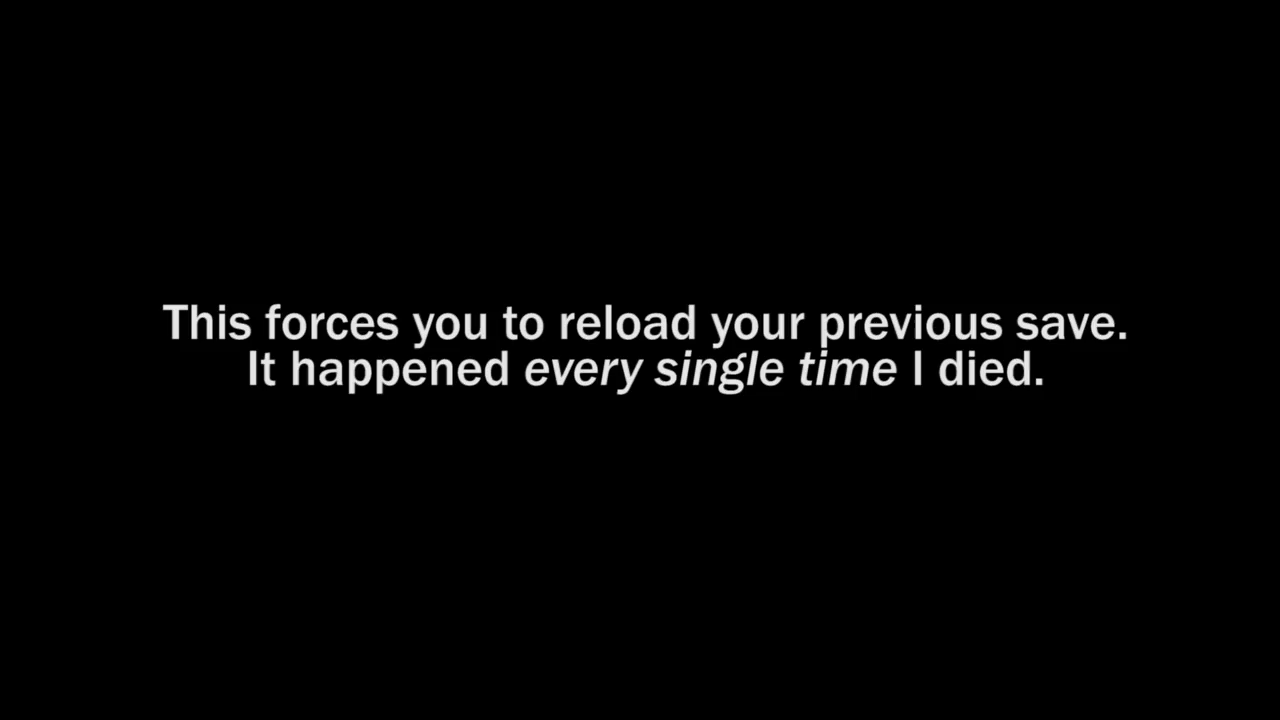 This forces you to reload your previous save.
It happened every single time I died.